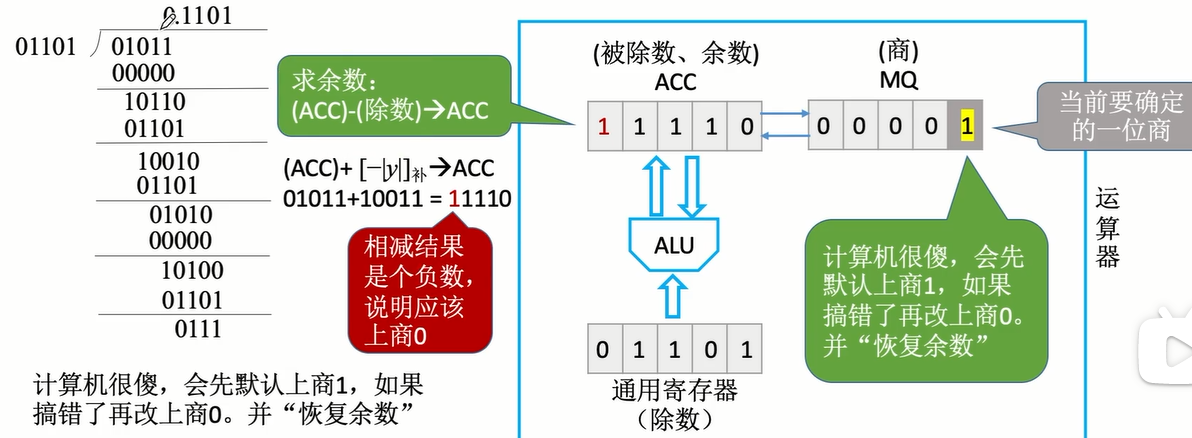 0.1101
01101
01011
00000
10110
01101
10010
01101
01010
00000
10100
01101
0111
求余数：
(ACC)-(除数)→ACC
(ACC)+ [−|y|]补→ACC
01011+10011 = 11110
相减结果
是个负数，
说明应该
上商0
计算机很傻，会先默认上商1，如果
搞错了再改上商0。并“恢复余数”
(被除数、余数)
ACC
1 1 1 1 0
(商)
MQ
0 0 0 0 1
当前要确定
的一位商
ALU
0 1 1 0 1
通用寄存器
（除数）
计算机很傻，会先
默认上商1，如果
搞错了再改上商0。
并“恢复余数”
运算器